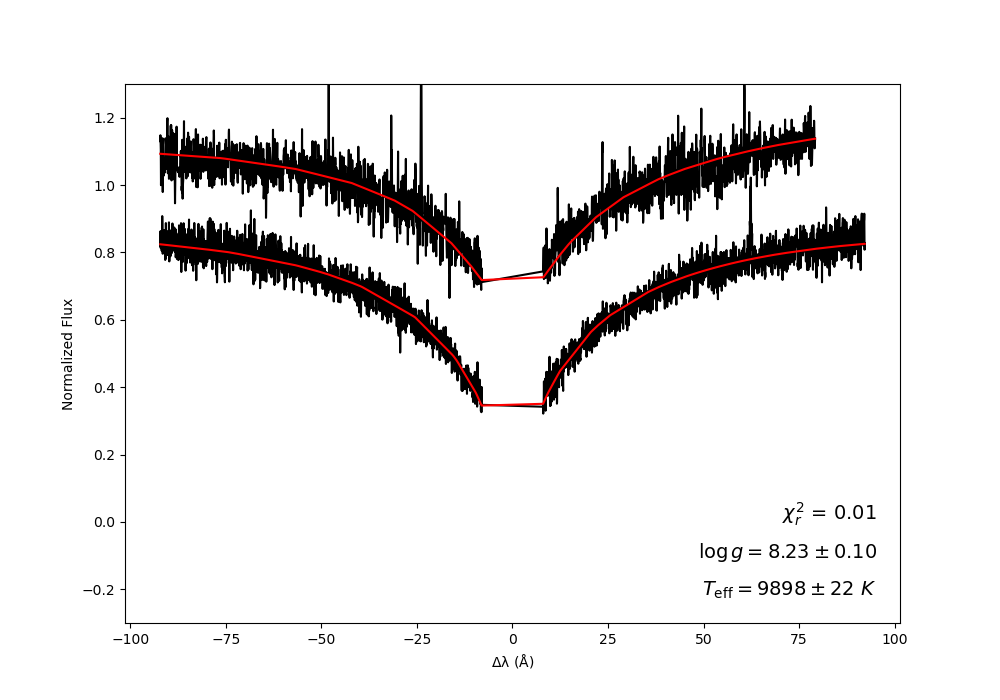 1.2
1.0
0.8
0.6
0.4
0.2
0.0
−0.2
Normalized Flux
χ²ᵣ = 0.01
log g = 8.23 ± 0.10
T_eff = 9898 ± 22 K
−100 −75 −50 −25 0 25 50 75 100
Δλ (Å)